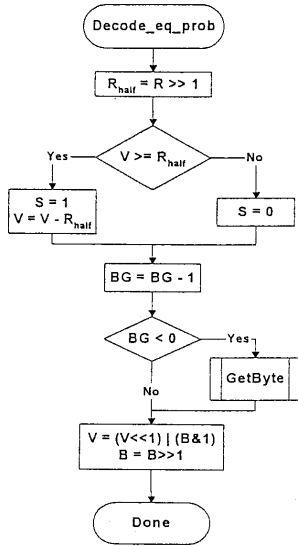 Decode_eq_prob
R_half = R >> 1
V >= R_half
Yes
No
S = 1
V = V - R_half
S = 0
BG = BG - 1
BG < 0
Yes
GetByte
No
V = (V<<1) | (B&1)
B = B>>1
Done